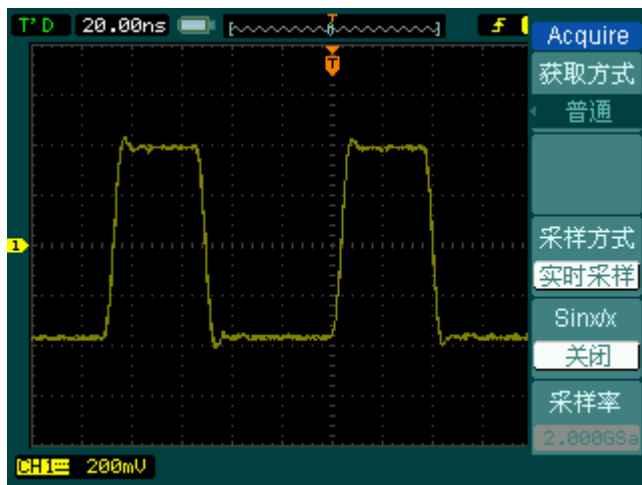 T'D 20.00ns
T
Acquire
获取方式
普通
T
1
采样方式
实时采样
Sinx/x
关闭
采样率
2.000GSa
CH1 200mV